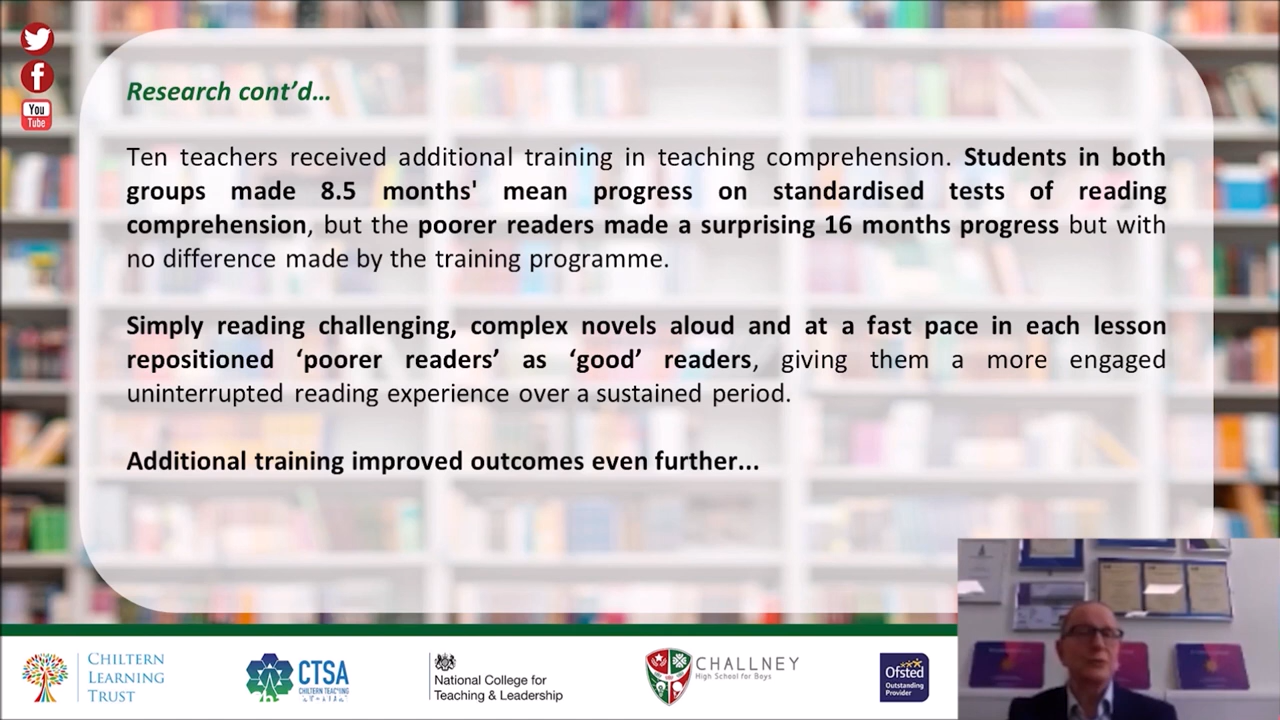 Research cont’d...
Ten teachers received additional training in teaching comprehension. Students in both
groups made 8.5 months' mean progress on standardised tests of reading
comprehension, but the poorer readers made a surprising 16 months progress but with
no difference made by the training programme.
Simply reading challenging, complex novels aloud and at a fast pace in each lesson
repositioned ‘poorer readers’ as ‘good’ readers, giving them a more engaged
uninterrupted reading experience over a sustained period.
Additional training improved outcomes even further...
You
Tube
CHILTERN
LEARNING
TRUST
CTSA
CHILTERN TEACHING
National College for
Teaching & Leadership
CHALLNEY
High School for Boys
Ofsted
Outstanding
Provider